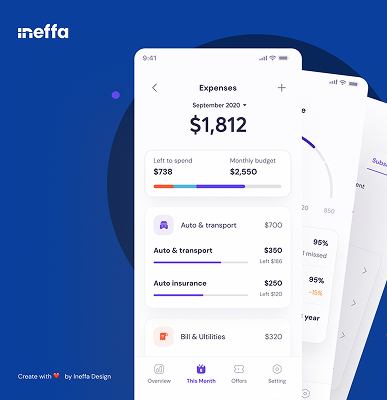 ineffa
9:41
Expenses
September 2020
$1,812
Left to spend
Monthly budget
$738
$2,550
Auto & transport
$700
Auto & transport
$350
Left $186
Auto insurance
$250
Left $120
Bill & Utilities
$320
Overview
This Month
Offers
Setting
850
95%
missed
95%
-15%
year
Create with ❤️ by Ineffa Design